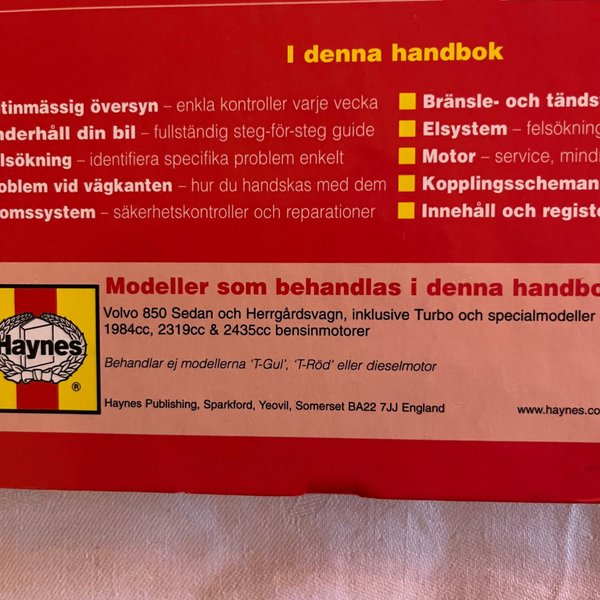 I denna handbok
tinmässig översyn – enkla kontroller varje vecka
nderhåll din bil – fullständig steg-för-steg guide
lsökning – identifiera specifika problem enkelt
oblem vid vägkanten – hur du handskas med dem
omssystem – säkerhetskontroller och reparationer
Bränsle- och tänds
Elsystem – felsökning
Motor – service, mind
Kopplingsscheman
Innehåll och registe
Haynes
®
Modeller som behandlas i denna handbo
Volvo 850 Sedan och Herrgårdsvagn, inklusive Turbo och specialmodeller
1984cc, 2319cc & 2435cc bensinmotorer
Behandlar ej modellerna 'T-Gul', 'T-Röd' eller dieselmotor
Haynes Publishing, Sparkford, Yeovil, Somerset BA22 7JJ England
www.haynes.co